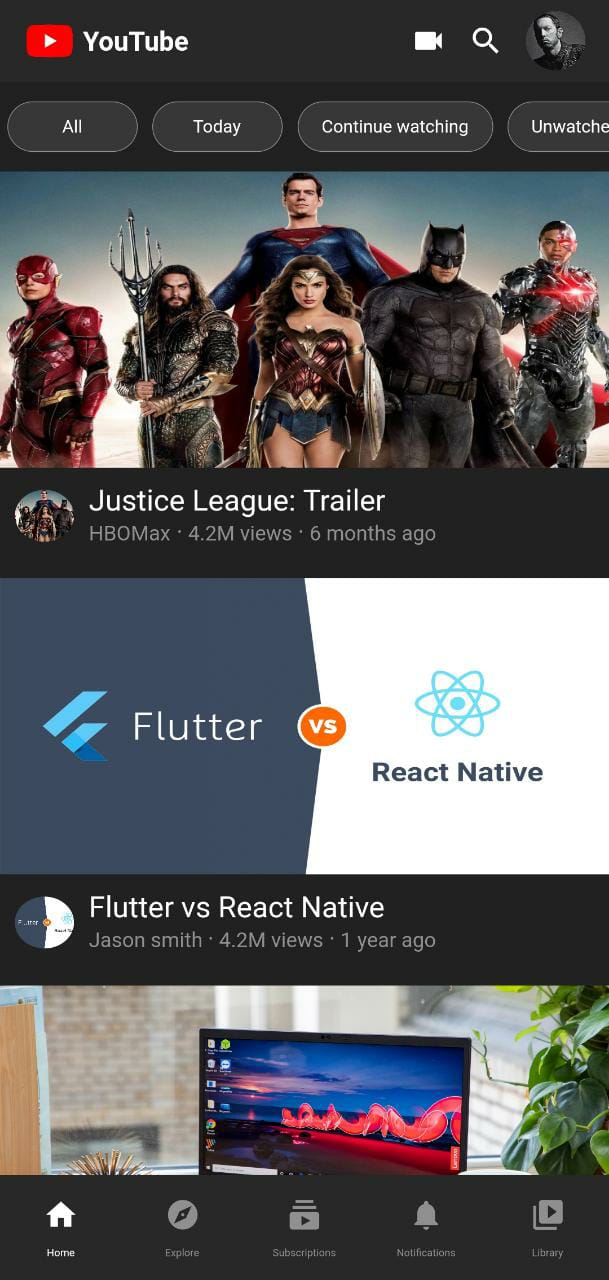 YouTube
All Today Continue watching Unwatche
Justice League: Trailer
HBOMax · 4.2M views · 6 months ago
Flutter VS React Native
Flutter vs React Native
Jason smith · 4.2M views · 1 year ago
Lenovo
Home Explore Subscriptions Notifications Library